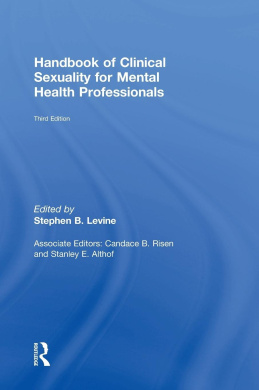 Handbook of Clinical
Sexuality for Mental
Health Professionals
Third Edition
Edited by
Stephen B. Levine
Associate Editors: Candace B. Risen
and Stanley E. Althof
ROUTLEDGE